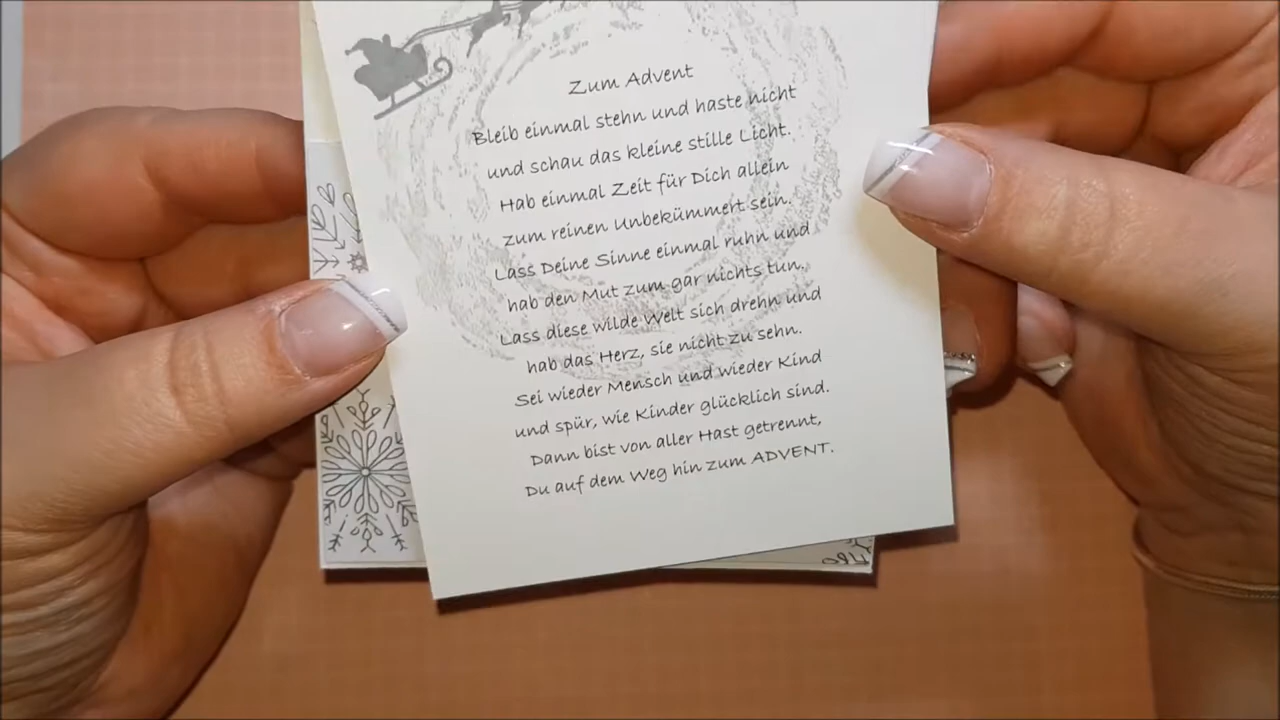 Zum Advent
Bleib einmal stehn und haste nicht
und schau das kleine stille Licht.
Hab einmal Zeit für Dich allein
zum reinen Unbekümmert sein.
Lass Deine Sinne einmal ruhn und
hab den Mut zum gar nichts tun.
Lass diese wilde Welt sich drehn und
hab das Herz, sie nicht zu sehn.
Sei wieder Mensch und wieder Kind
und spür, wie Kinder glücklich sind.
Dann bist von aller Hast getrennt,
Du auf dem Weg hin zum ADVENT.